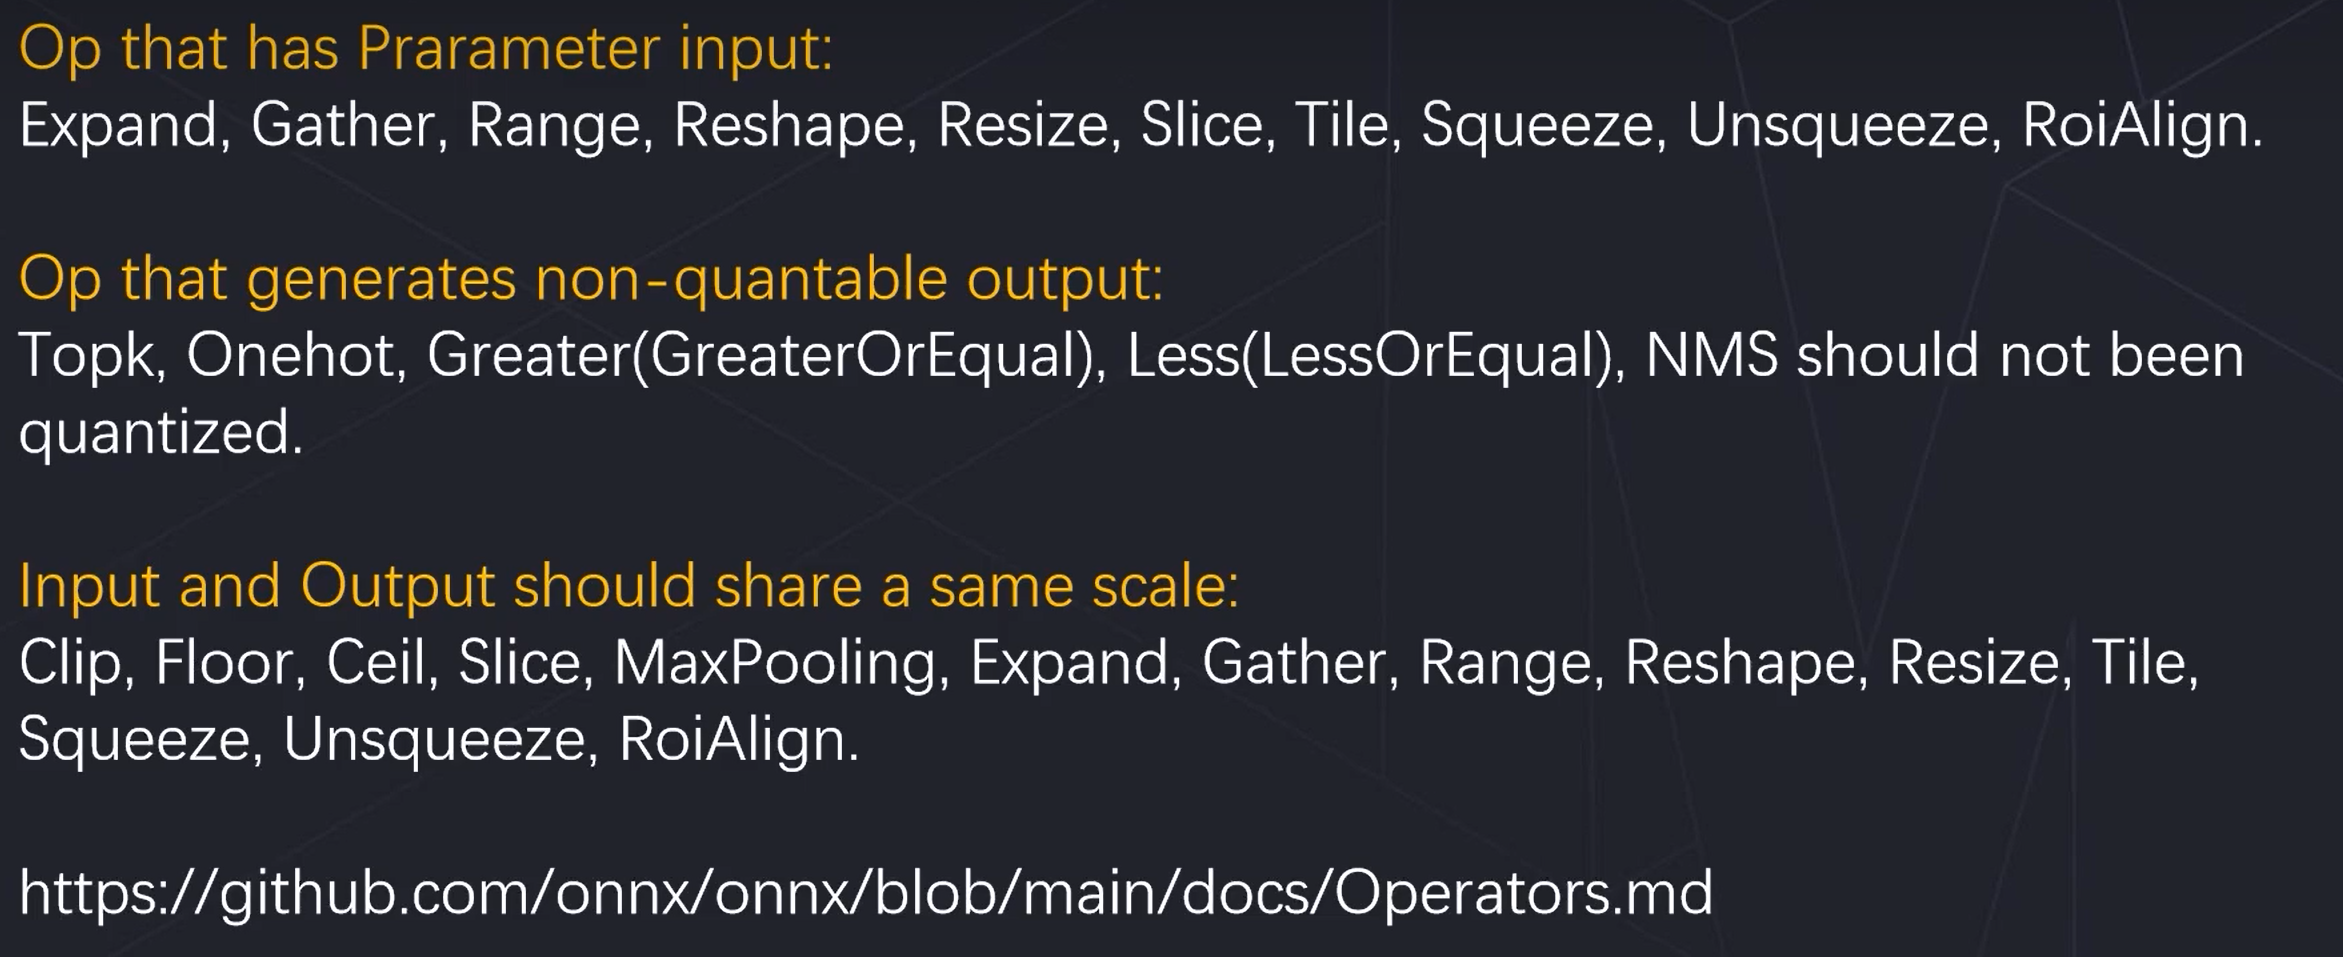 Op that has Prarameter input:
Expand, Gather, Range, Reshape, Resize, Slice, Tile, Squeeze, Unsqueeze, RoiAlign.
Op that generates non-quantable output:
Topk, Onehot, Greater(GreaterOrEqual), Less(LessOrEqual), NMS should not been
quantized.
Input and Output should share a same scale:
Clip, Floor, Ceil, Slice, MaxPooling, Expand, Gather, Range, Reshape, Resize, Tile,
Squeeze, Unsqueeze, RoiAlign.
https://github.com/onnx/onnx/blob/main/docs/Operators.md